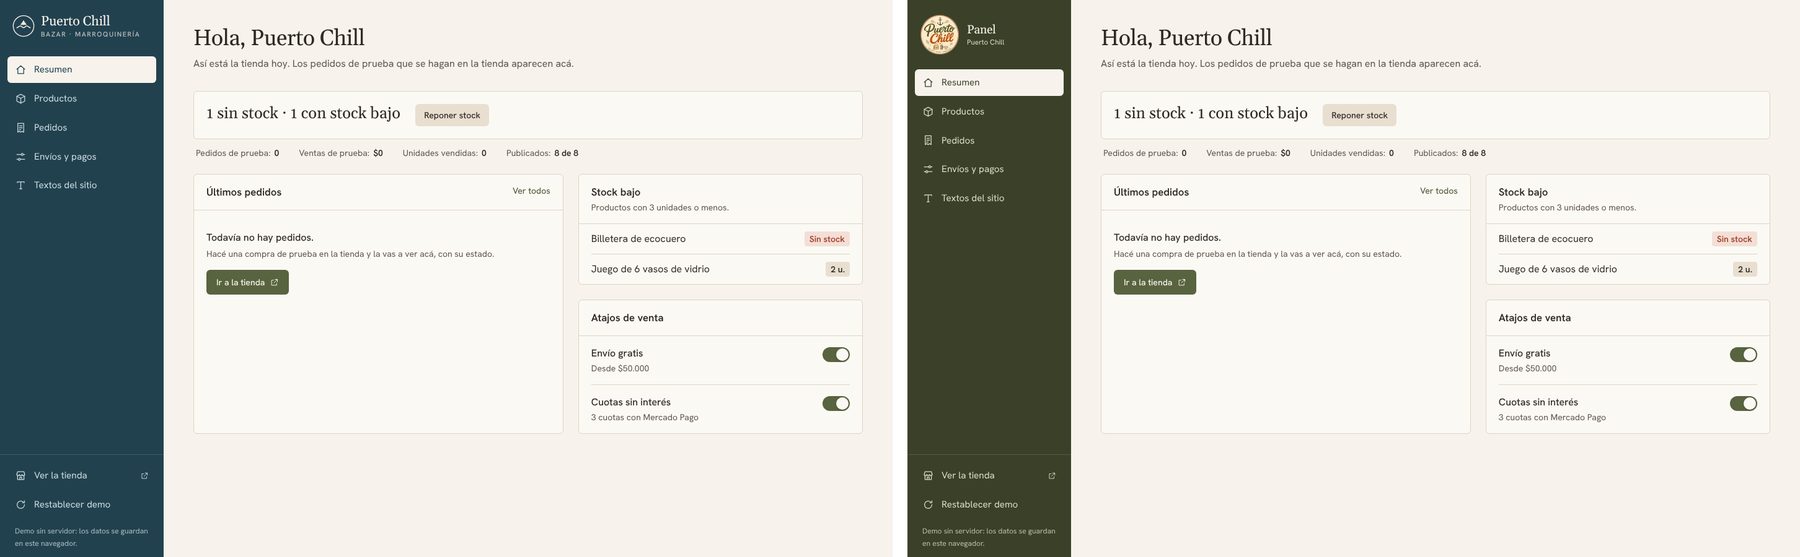 Puerto Chill
BAZAR · MARROQUINERÍA
Resumen
Productos
Pedidos
Envíos y pagos
Textos del sitio
Ver la tienda
Restablecer demo
Demo sin servidor: los datos se guardan
en este navegador.
Hola, Puerto Chill
Así está la tienda hoy. Los pedidos de prueba que se hagan en la tienda aparecen acá.
1 sin stock · 1 con stock bajo
Reponer stock
Pedidos de prueba: 0 Ventas de prueba: $0 Unidades vendidas: 0 Publicados: 8 de 8
Últimos pedidos
Ver todos
Todavía no hay pedidos.
Hacé una compra de prueba en la tienda y la vas a ver acá, con su estado.
Ir a la tienda
Stock bajo
Productos con 3 unidades o menos.
Billetera de ecocuero Sin stock
Juego de 6 vasos de vidrio 2 u.
Atajos de venta
Envío gratis
Desde $50.000
Cuotas sin interés
3 cuotas con Mercado Pago
Puerto
Chill
Panel
Puerto Chill
Resumen
Productos
Pedidos
Envíos y pagos
Textos del sitio
Ver la tienda
Restablecer demo
Demo sin servidor: los datos se guardan
en este navegador.
Hola, Puerto Chill
Así está la tienda hoy. Los pedidos de prueba que se hagan en la tienda aparecen acá.
1 sin stock · 1 con stock bajo
Reponer stock
Pedidos de prueba: 0 Ventas de prueba: $0 Unidades vendidas: 0 Publicados: 8 de 8
Últimos pedidos
Ver todos
Todavía no hay pedidos.
Hacé una compra de prueba en la tienda y la vas a ver acá, con su estado.
Ir a la tienda
Stock bajo
Productos con 3 unidades o menos.
Billetera de ecocuero Sin stock
Juego de 6 vasos de vidrio 2 u.
Atajos de venta
Envío gratis
Desde $50.000
Cuotas sin interés
3 cuotas con Mercado Pago